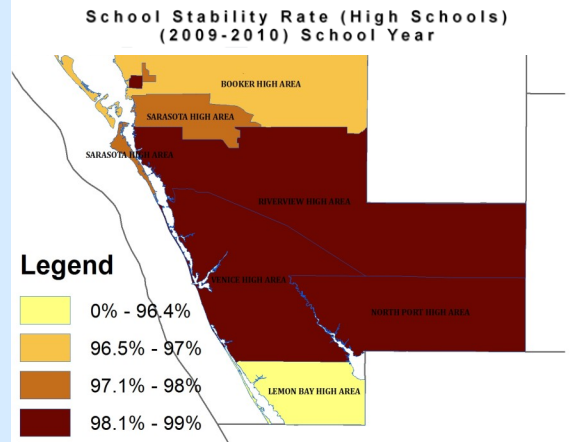 School Stability Rate (High Schools)
(2009-2010) School Year
BOOKER HIGH AREA
SARASOTA HIGH AREA
SARASOTA HIGH AREA
RIVERVIEW HIGH AREA
VENICE HIGH AREA
NORTH PORT HIGH AREA
LEMON BAY HIGH AREA
Legend
0% - 96.4%
96.5% - 97%
97.1% - 98%
98.1% - 99%